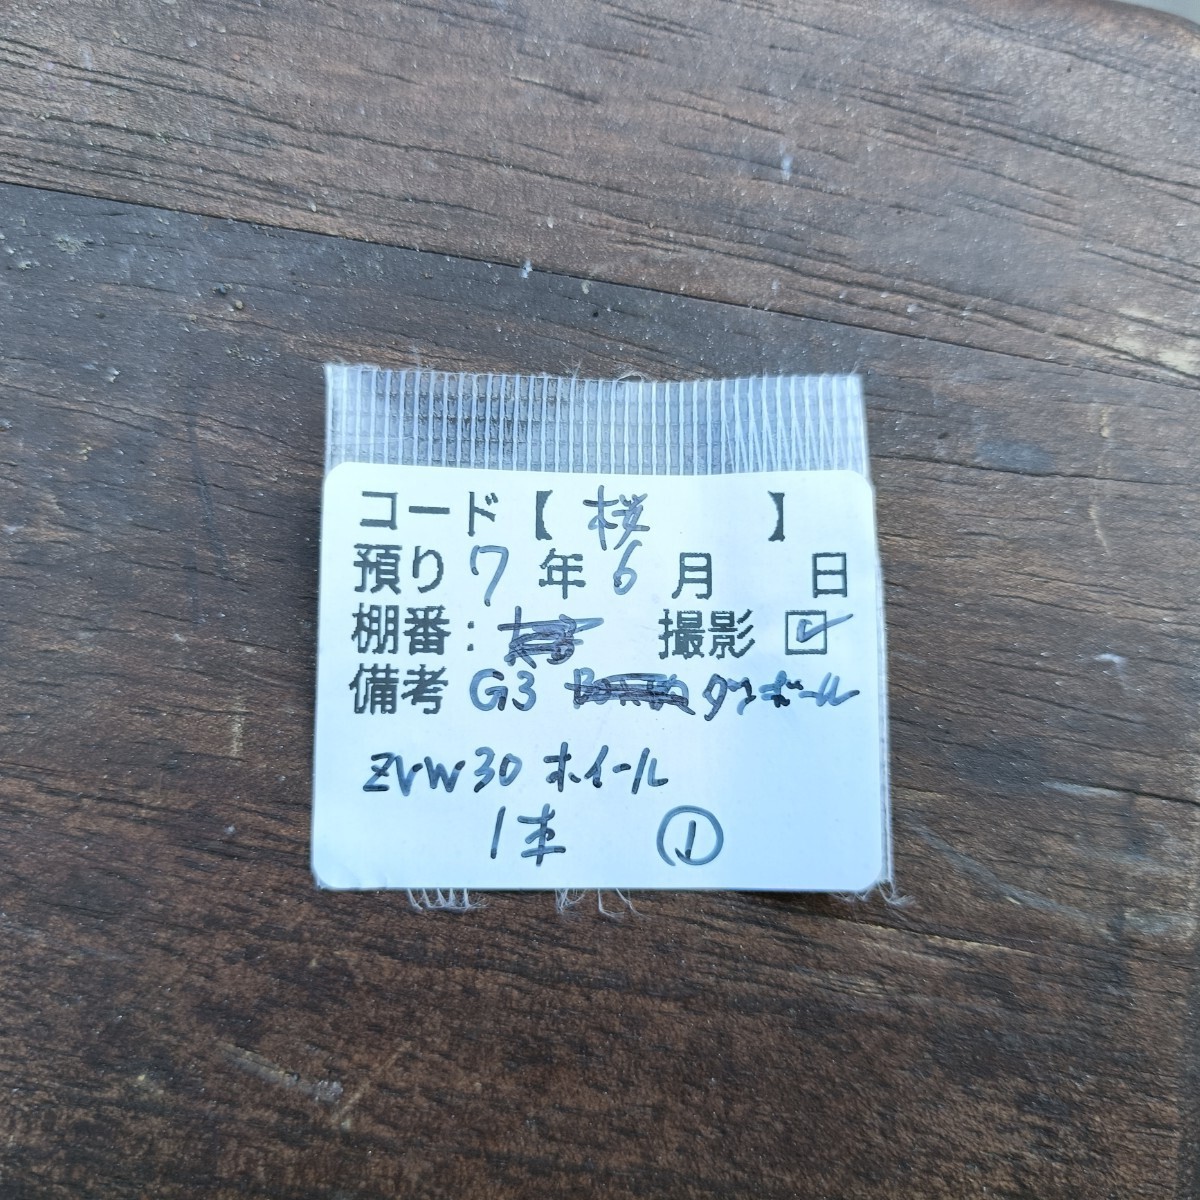 コード【 桜 】
預り 7 年 6 月 日
棚番: 撮影 ☑
備考 G3 ダンボール
ZVW30 ホイール
1本 ①